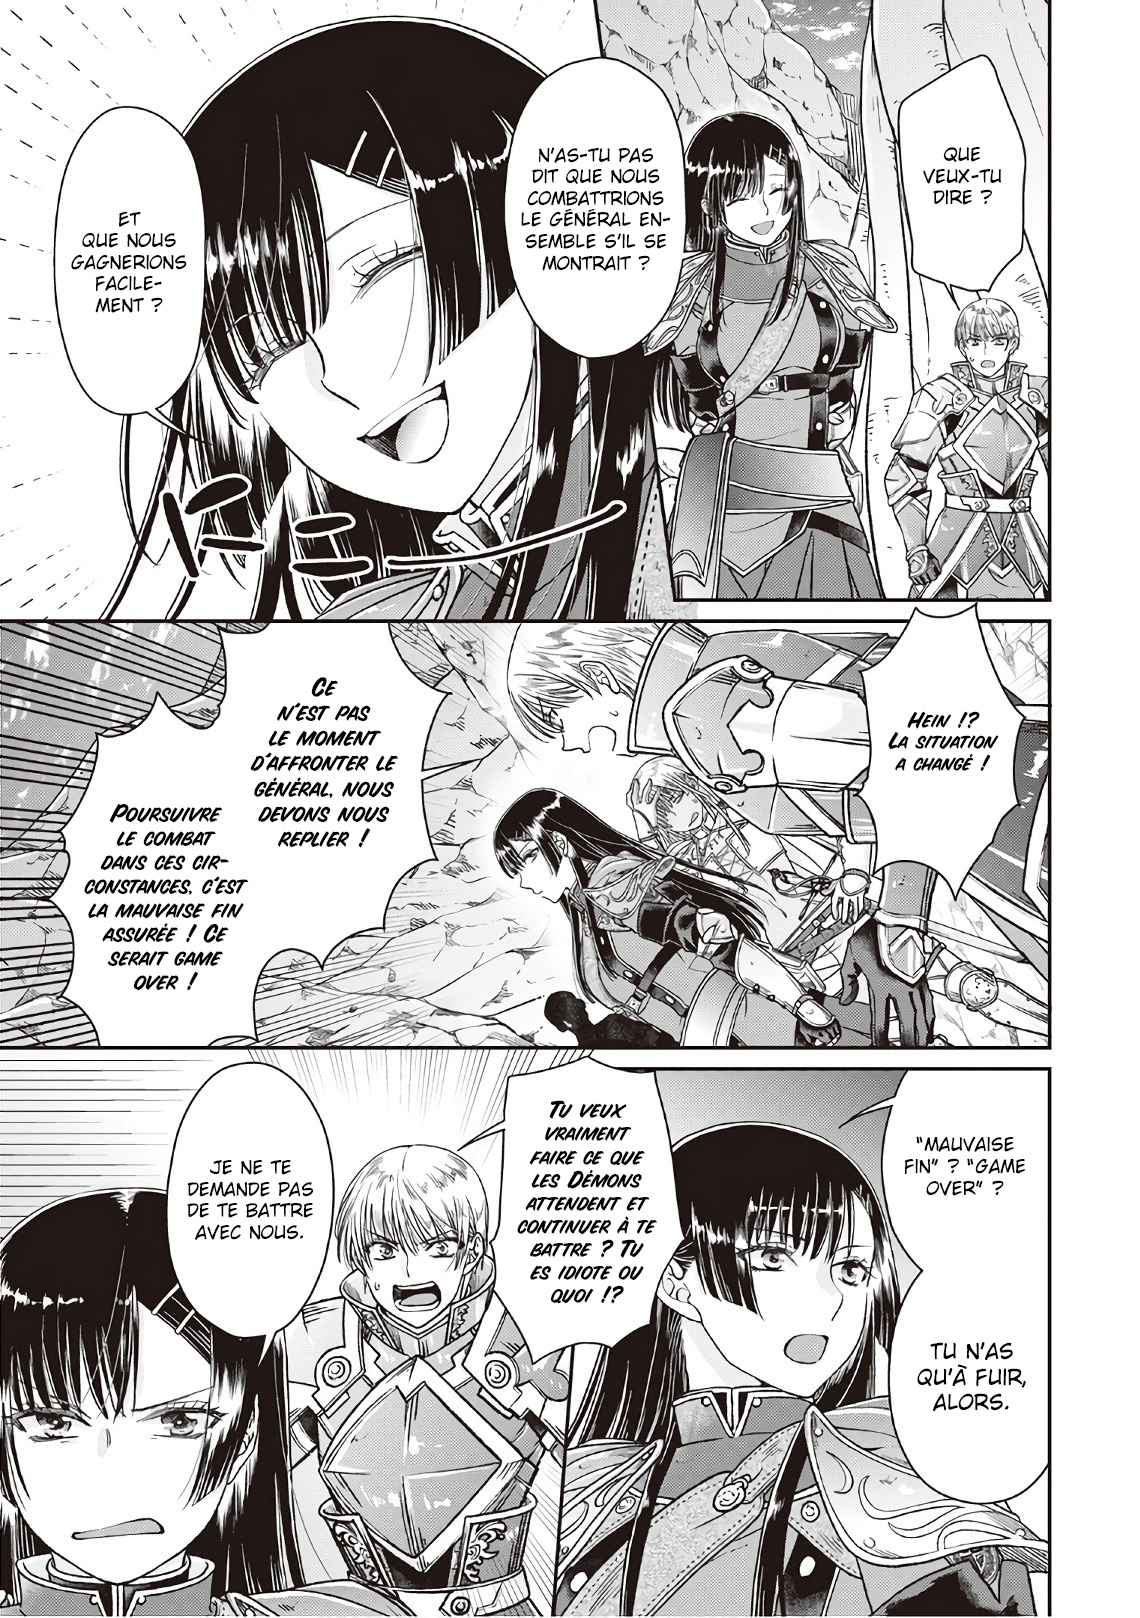 QUE
VEUX-TU
DIRE ?
N'AS-TU PAS
DIT QUE NOUS
COMBATTRIONS
LE GÉNÉRAL EN-
SEMBLE S'IL SE
MONTRAIT ?
ET
QUE NOUS
GAGNERIONS
FACILE-
MENT ?
ドニコー
HEIN !?
LA SITUATION
A CHANGÉ !
CE
N'EST PAS
LE MOMENT
D'AFFRONTER LE
GÉNÉRAL, NOUS
DEVONS NOUS
REPLIER !
POURSUIVRE
LE COMBAT
DANS CES CIR-
CONSTANCES, C'EST
LA MAUVAISE FIN
ASSURÉE ! CE
SERAIT GAME
OVER !
"MAUVAISE
FIN" ? "GAME
OVER" ?
TU N'AS
QU'À FUIR,
ALORS.
TU VEUX
VRAIMENT
FAIRE CE QUE
LES DÉMONS
ATTENDENT ET
CONTINUER À TE
BATTRE ? TU
ES IDIOTE OU
QUOI !?
JE NE TE
DEMANDE PAS
DE TE BATTRE
AVEC NOUS.